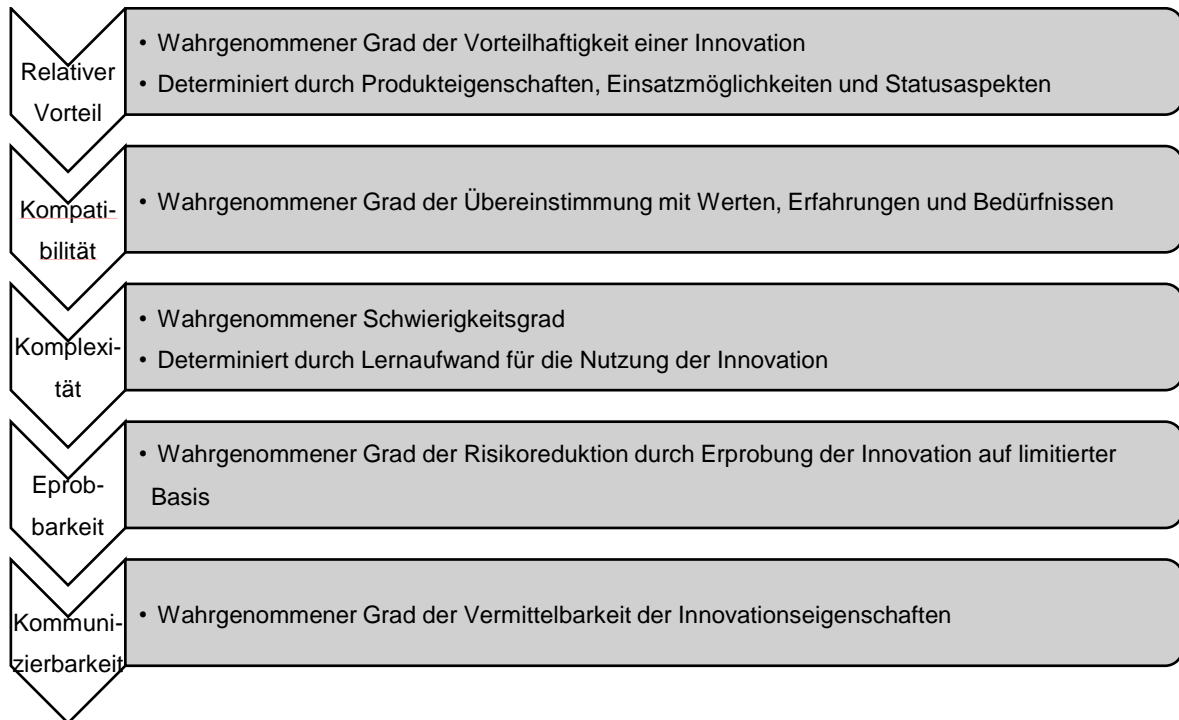 Relativer
Vorteil
• Wahrgenommener Grad der Vorteilhaftigkeit einer Innovation
• Determiniert durch Produkteigenschaften, Einsatzmöglichkeiten und Statusaspekten
Kompati-
bilität
• Wahrgenommener Grad der Übereinstimmung mit Werten, Erfahrungen und Bedürfnissen
Komplexi-
tät
• Wahrgenommener Schwierigkeitsgrad
• Determiniert durch Lernaufwand für die Nutzung der Innovation
Eprob-
barkeit
• Wahrgenommener Grad der Risikoreduktion durch Erprobung der Innovation auf limitierter
Basis
Kommuni-
zierbarkeit
• Wahrgenommener Grad der Vermittelbarkeit der Innovationseigenschaften